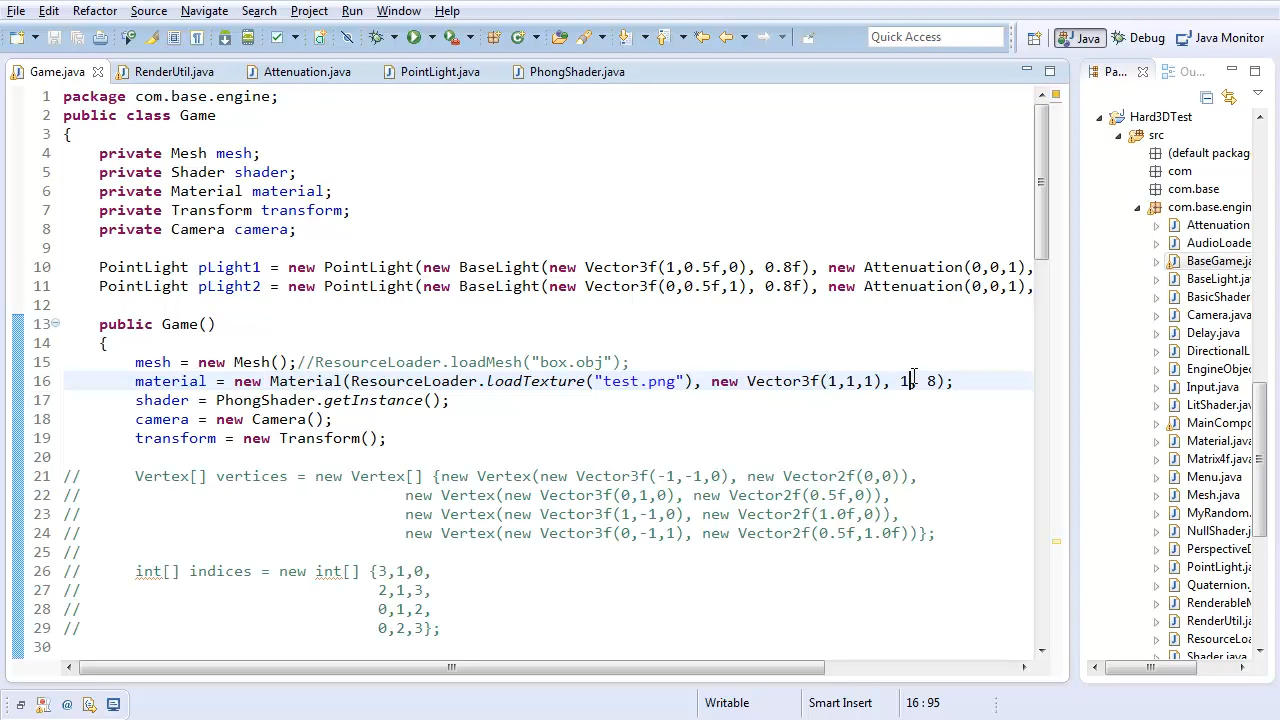 File Edit Refactor Source Navigate Search Project Run Window Help
Quick Access Java Debug Java Monitor
Game.java RenderUtil.java Attenuation.java PointLight.java PhongShader.java
1 package com.base.engine;
2 public class Game
3 {
4 private Mesh mesh;
5 private Shader shader;
6 private Material material;
7 private Transform transform;
8 private Camera camera;
9
10 PointLight pLight1 = new PointLight(new BaseLight(new Vector3f(1,0.5f,0), 0.8f), new Attenuation(0,0,1),
11 PointLight pLight2 = new PointLight(new BaseLight(new Vector3f(0,0.5f,1), 0.8f), new Attenuation(0,0,1),
12
13 public Game()
14 {
15 mesh = new Mesh();//ResourceLoader.loadMesh("box.obj");
16 material = new Material(ResourceLoader.loadTexture("test.png"), new Vector3f(1,1,1), 1, 8);
17 shader = PhongShader.getInstance();
18 camera = new Camera();
19 transform = new Transform();
20
21 // Vertex[] vertices = new Vertex[] {new Vertex(new Vector3f(-1,-1,0), new Vector2f(0,0)),
22 // new Vertex(new Vector3f(0,1,0), new Vector2f(0.5f,0)),
23 // new Vertex(new Vector3f(1,-1,0), new Vector2f(1.0f,0)),
24 // new Vertex(new Vector3f(0,-1,1), new Vector2f(0.5f,1.0f))};
25 //
26 // int[] indices = new int[] {3,1,0,
27 // 2,1,3,
28 // 0,1,2,
29 // 0,2,3};
30
Pa... Ou...
Hard3DTest
src
(default packag
com
com.base
com.base.engin
Attenuation
AudioLoade
BaseGame.ja
BaseLight.jav
BasicShader
Camera.java
Delay.java
DirectionalL
EngineObjec
Game.java
Input.java
LitShader.jav
MainCompo
Material.java
Matrix4f.java
Menu.java
Mesh.java
MyRandom.
NullShader.j
PerspectiveD
PointLight.ja
Quaternion.
RenderableM
RenderUtil.j
ResourceLoa
Shader.java
Writable Smart Insert 16 : 95